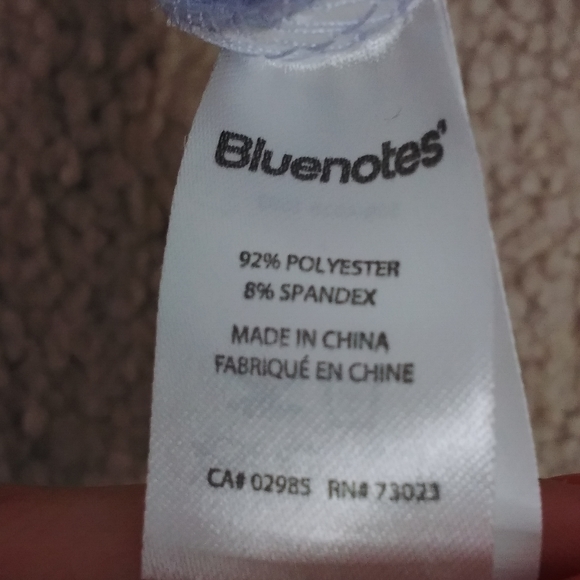 Bluenotes'
92% POLYESTER
8% SPANDEX
MADE IN CHINA
FABRIQUÉ EN CHINE
CA# 02985 RN# 73023